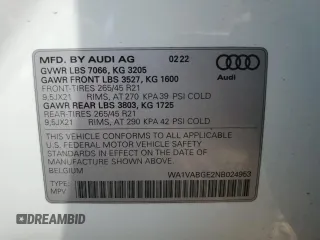 MFD. BY AUDI AG 02 22
GVWR LBS 7066, KG 3205
GAWR FRONT LBS 3527, KG 1600
FRONT-TIRES 265/45 R21
9,5JX21 RIMS, AT 270 KPA 39 PSI COLD
GAWR REAR LBS 3803, KG 1725
REAR-TIRES 265/45 R21
9,5JX21 RIMS, AT 290 KPA 42 PSI COLD
Audi
THIS VEHICLE CONFORMS TO ALL APPLICABLE
U.S. FEDERAL MOTOR VEHICLE
SAFETY STANDARDS IN EFFECT ON THE DATE
OF MANUFACTURE SHOWN ABOVE.
BELGIUM
WA1VABGE2NB024963
TYPE:
MPV
DREAMBID